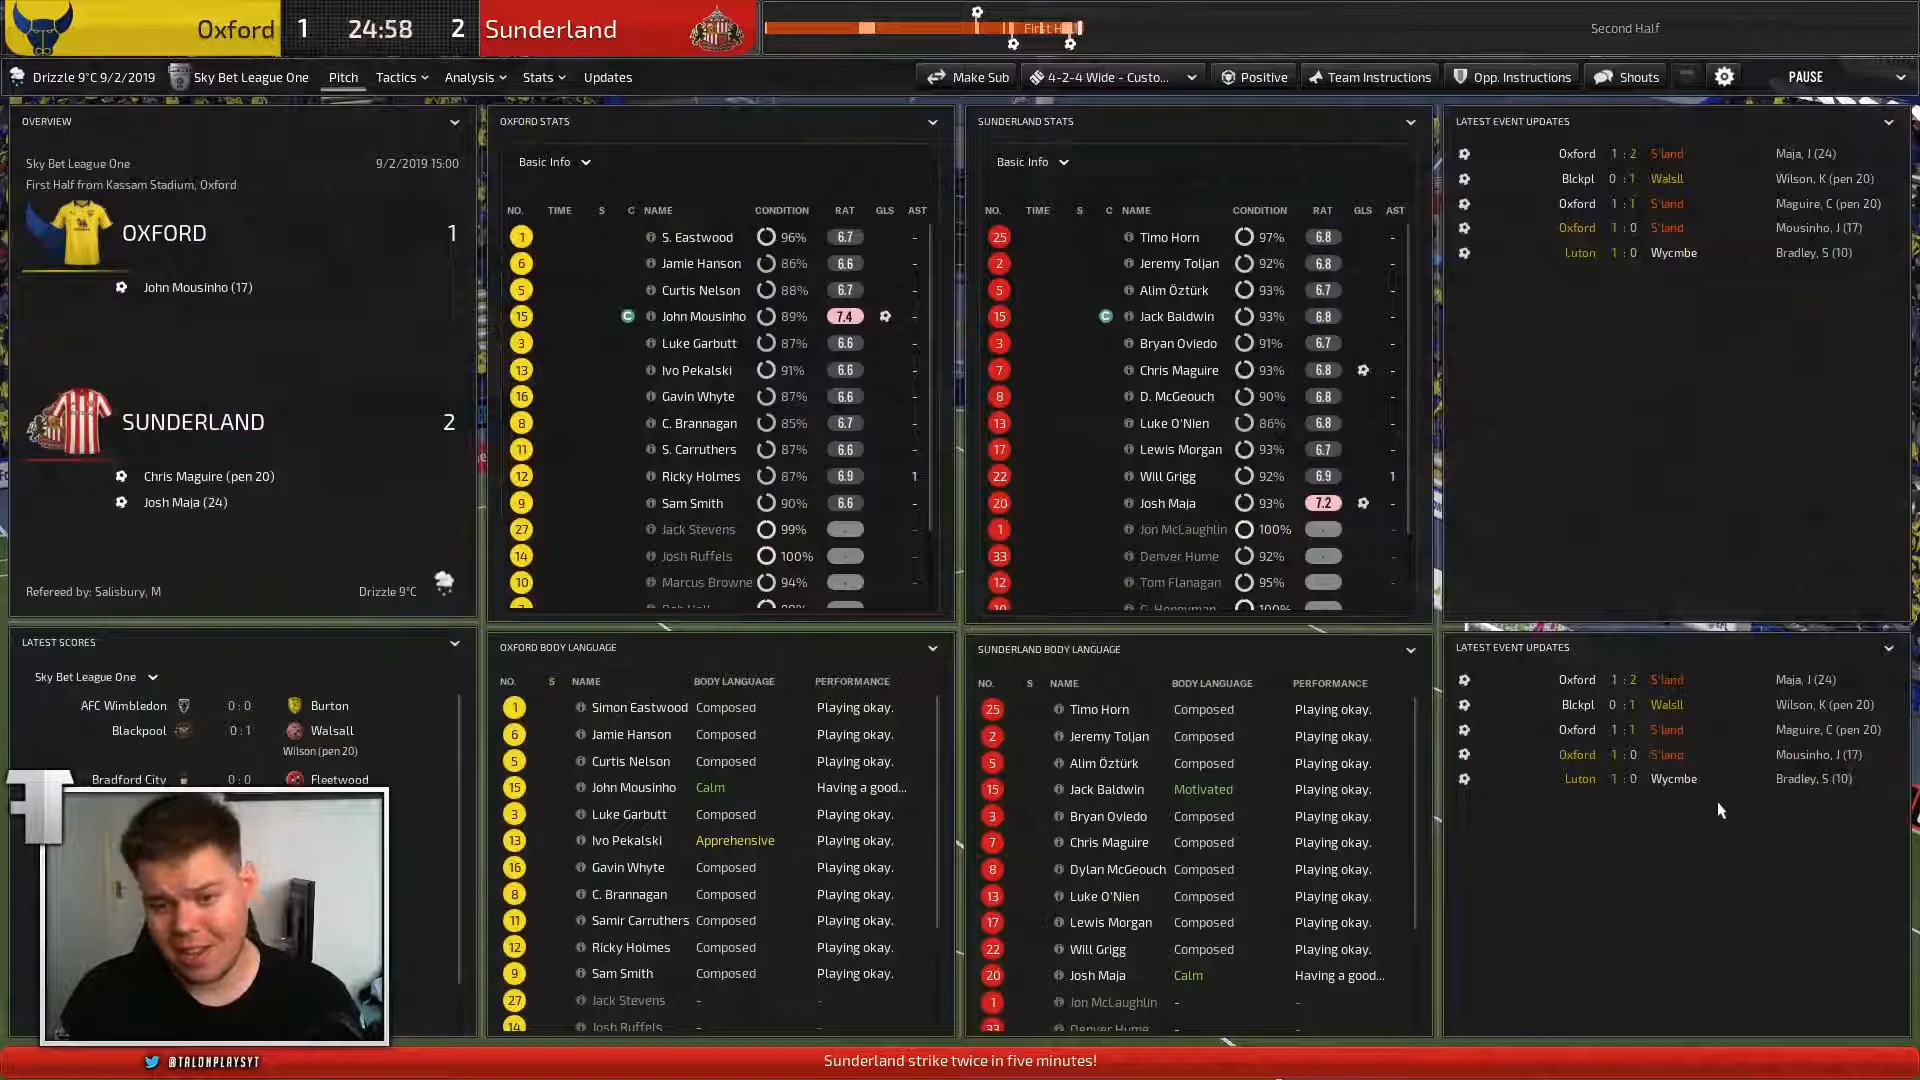 Oxford 1 24:58 2 Sunderland
First Half
Second Half
Drizzle 9°C 9/2/2019 Sky Bet League One Pitch Tactics Analysis Stats Updates
Make Sub 4-2-4 Wide - Custo... Positive Team Instructions Opp. Instructions Shouts PAUSE
OVERVIEW
Sky Bet League One 9/2/2019 15:00
First Half from Kassam Stadium, Oxford
OXFORD 1
John Mousinho (17)
SUNDERLAND 2
Chris Maguire (pen 20)
Josh Maja (24)
Refereed by: Salisbury, M Drizzle 9°C
OXFORD STATS
Basic Info
NO. TIME S C NAME CONDITION RAT GLS AST
1 S. Eastwood 96% 6.7 -
6 Jamie Hanson 86% 6.6 -
5 Curtis Nelson 88% 6.7 -
15 C John Mousinho 89% 7.4 -
3 Luke Garbutt 87% 6.6 -
13 Ivo Pekalski 91% 6.6 -
16 Gavin Whyte 87% 6.6 -
8 C. Brannagan 85% 6.7 -
11 S. Carruthers 87% 6.6 -
12 Ricky Holmes 87% 6.9 1
9 Sam Smith 90% 6.6 -
27 Jack Stevens 99% - -
14 Josh Ruffels 100% - -
10 Marcus Browne 94% - -
SUNDERLAND STATS
Basic Info
NO. TIME S C NAME CONDITION RAT GLS AST
25 Timo Horn 97% 6.8 -
2 Jeremy Toljan 92% 6.8 -
5 Alim Öztürk 93% 6.7 -
15 C Jack Baldwin 93% 6.8 -
3 Bryan Oviedo 91% 6.7 -
7 Chris Maguire 93% 6.8 -
8 D. McGeouch 90% 6.8 -
13 Luke O'Nien 86% 6.8 -
17 Lewis Morgan 93% 6.7 -
22 Will Grigg 92% 6.9 1
20 Josh Maja 93% 7.2 -
1 Jon McLaughlin 100% - -
33 Denver Hume 92% - -
12 Tom Flanagan 95% - -
10 G. Honeyman 100%
LATEST EVENT UPDATES
Oxford 1 : 2 S'land Maja, J (24)
Blckpl 0 : 1 Walsll Wilson, K (pen 20)
Oxford 1 : 1 S'land Maguire, C (pen 20)
Oxford 1 : 0 S'land Mousinho, J (17)
Luton 1 : 0 Wycmbe Bradley, S (10)
LATEST SCORES
Sky Bet League One
AFC Wimbledon 0 : 0 Burton
Blackpool 0 : 1 Walsall
Wilson (pen 20)
Bradford City 0 : 0 Fleetwood
OXFORD BODY LANGUAGE
NO. S NAME BODY LANGUAGE PERFORMANCE
1 Simon Eastwood Composed Playing okay.
6 Jamie Hanson Composed Playing okay.
5 Curtis Nelson Composed Playing okay.
15 John Mousinho Calm Having a good...
3 Luke Garbutt Composed Playing okay.
13 Ivo Pekalski Apprehensive Playing okay.
16 Gavin Whyte Composed Playing okay.
8 C. Brannagan Composed Playing okay.
11 Samir Carruthers Composed Playing okay.
12 Ricky Holmes Composed Playing okay.
9 Sam Smith Composed Playing okay.
27 Jack Stevens - -
14 Josh Ruffels - -
SUNDERLAND BODY LANGUAGE
NO. S NAME BODY LANGUAGE PERFORMANCE
25 Timo Horn Composed Playing okay.
2 Jeremy Toljan Composed Playing okay.
5 Alim Öztürk Composed Playing okay.
15 Jack Baldwin Motivated Playing okay.
3 Bryan Oviedo Composed Playing okay.
7 Chris Maguire Composed Playing okay.
8 Dylan McGeouch Composed Playing okay.
13 Luke O'Nien Composed Playing okay.
17 Lewis Morgan Composed Playing okay.
22 Will Grigg Composed Playing okay.
20 Josh Maja Calm Having a good...
1 Jon McLaughlin - -
33 Denver Hume - -
LATEST EVENT UPDATES
Oxford 1 : 2 S'land Maja, J (24)
Blckpl 0 : 1 Walsll Wilson, K (pen 20)
Oxford 1 : 1 S'land Maguire, C (pen 20)
Oxford 1 : 0 S'land Mousinho, J (17)
Luton 1 : 0 Wycmbe Bradley, S (10)
@TALONPLAYSYT
Sunderland strike twice in five minutes!